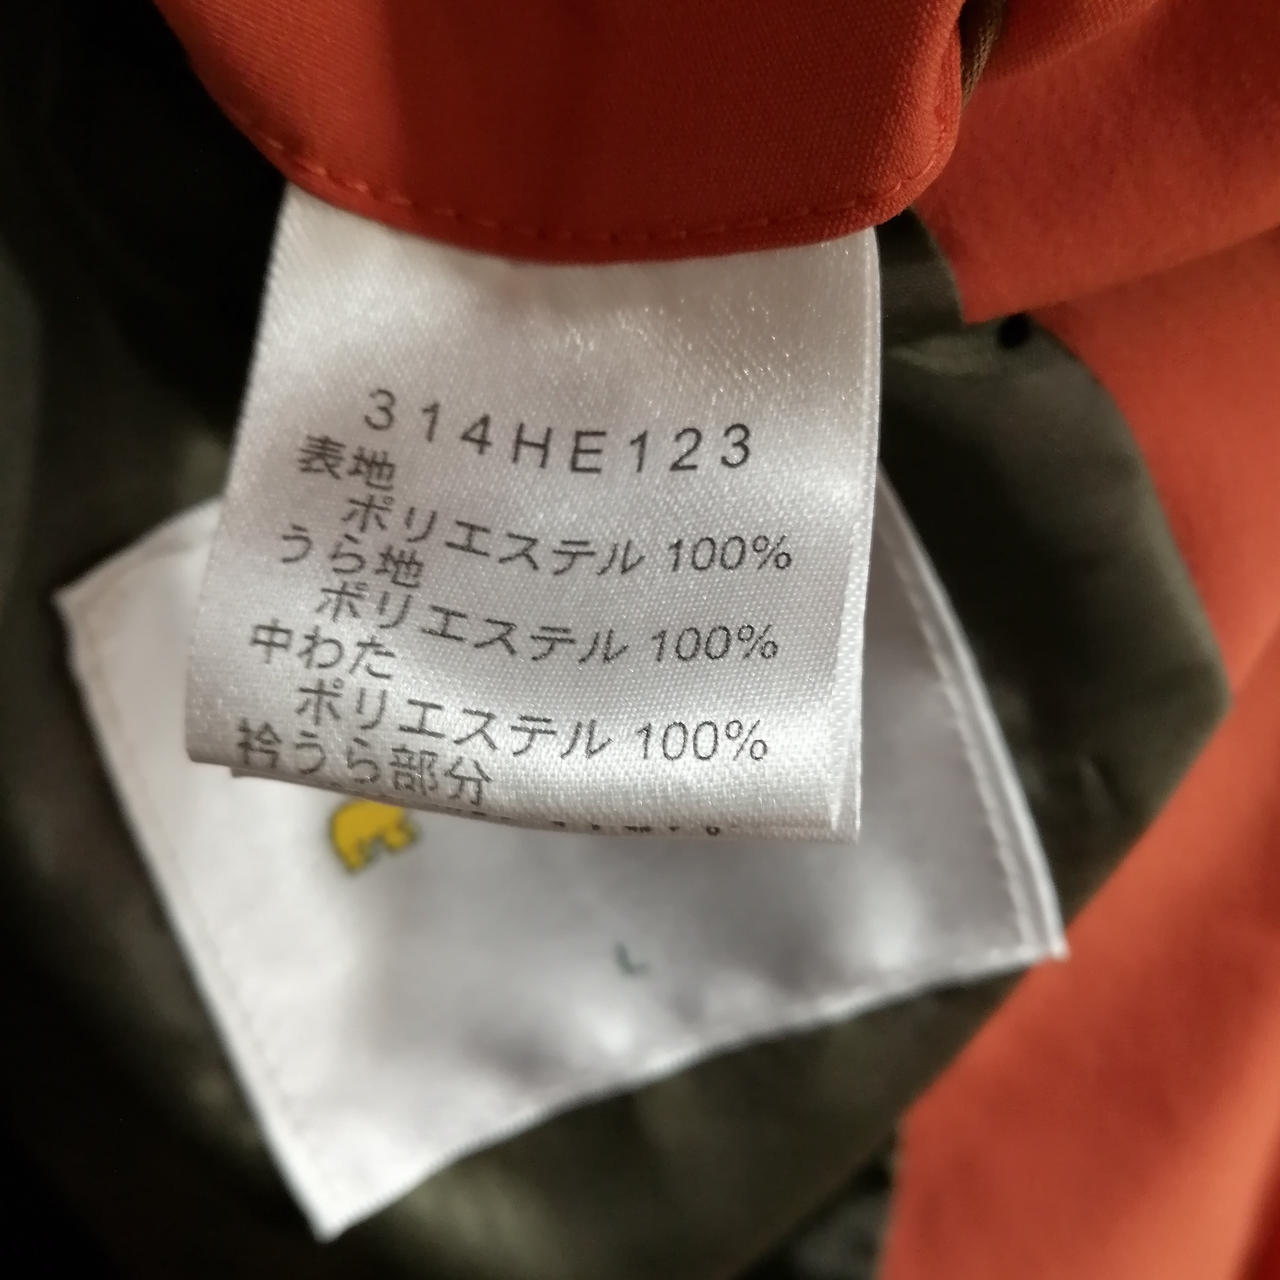 314HE123
表地
ポリエステル 100%
うら地
ポリエステル 100%
中わた
ポリエステル 100%
衿うら部分
L